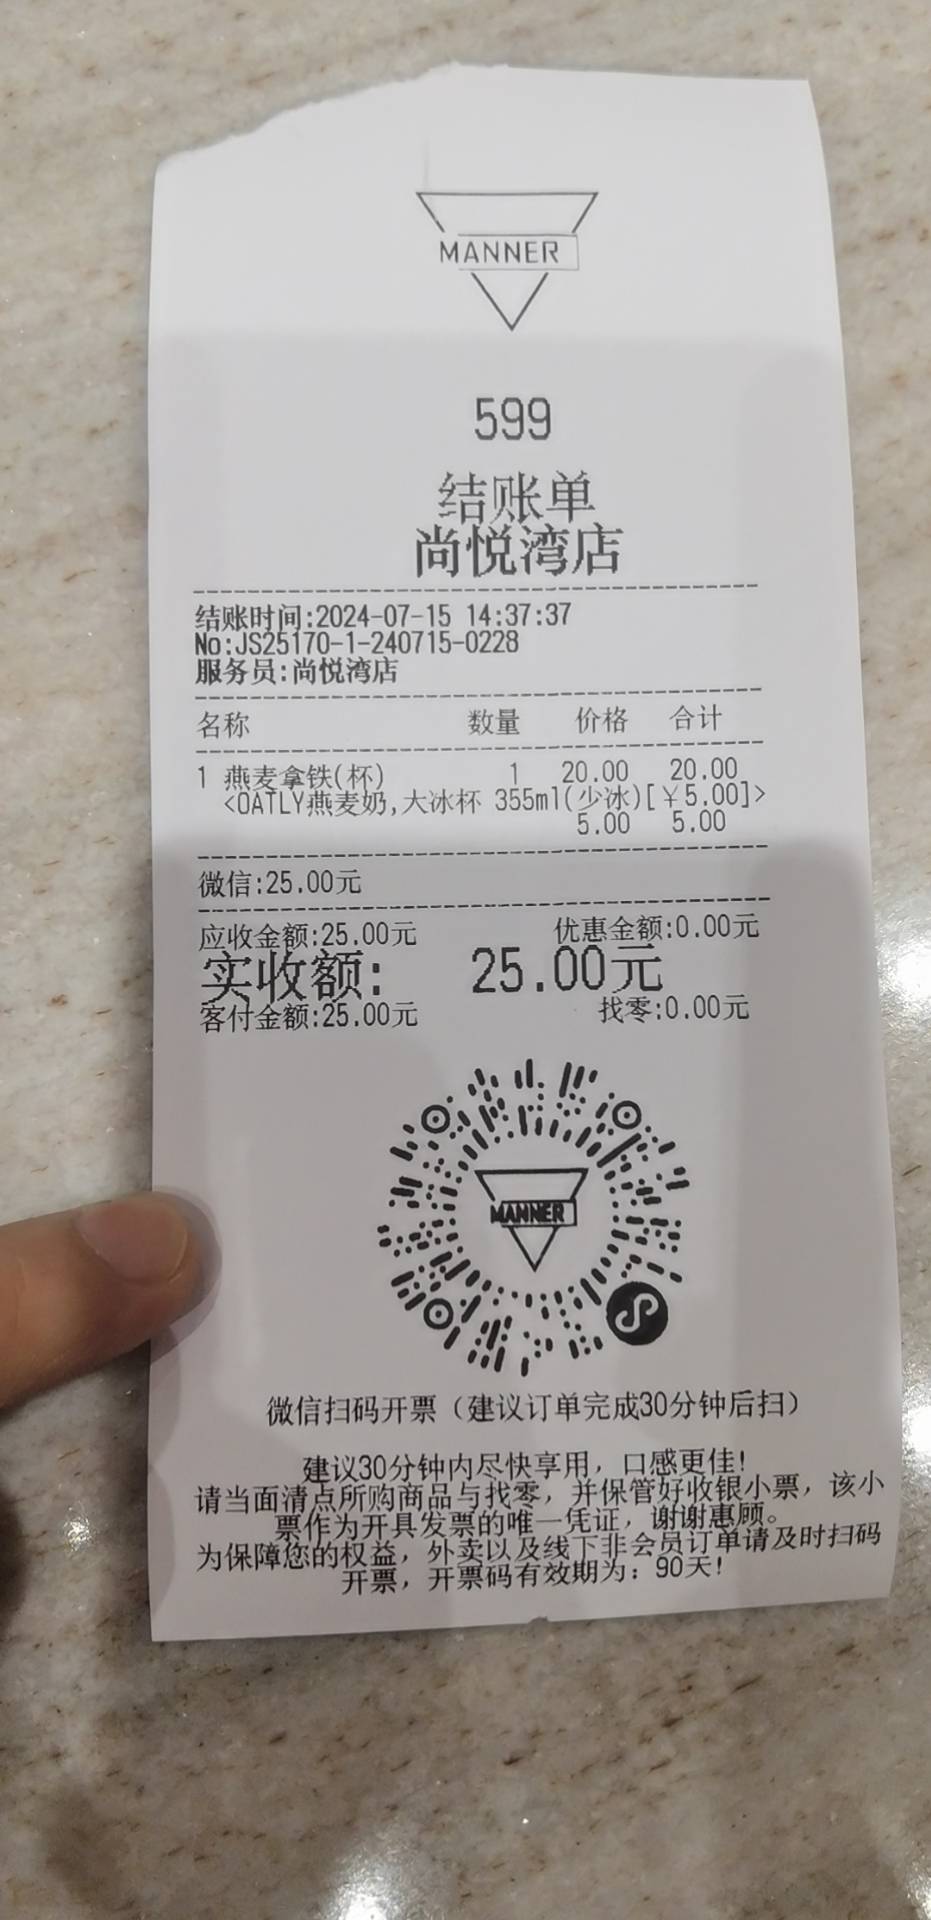 MANNER
599
结账单
尚悦湾店
结账时间:2024-07-15 14:37:37
No:JS25170-1-240715-0228
服务员:尚悦湾店
名称 数量 价格 合计
1 燕麦拿铁(杯) 1 20.00 20.00
<OATLY燕麦奶,大冰杯 355ml(少冰)[¥5.00]>
5.00 5.00
微信:25.00元
应收金额:25.00元 优惠金额:0.00元
实收额: 25.00元
客付金额:25.00元 找零:0.00元
MANNER
微信扫码开票（建议订单完成30分钟后扫）
建议30分钟内尽快享用，口感更佳!
请当面清点所购商品与找零，并保管好收银小票，该小
票作为开具发票的唯一凭证，谢谢惠顾。
为保障您的权益，外卖以及线下非会员订单请及时扫码
开票，开票码有效期为：90天!